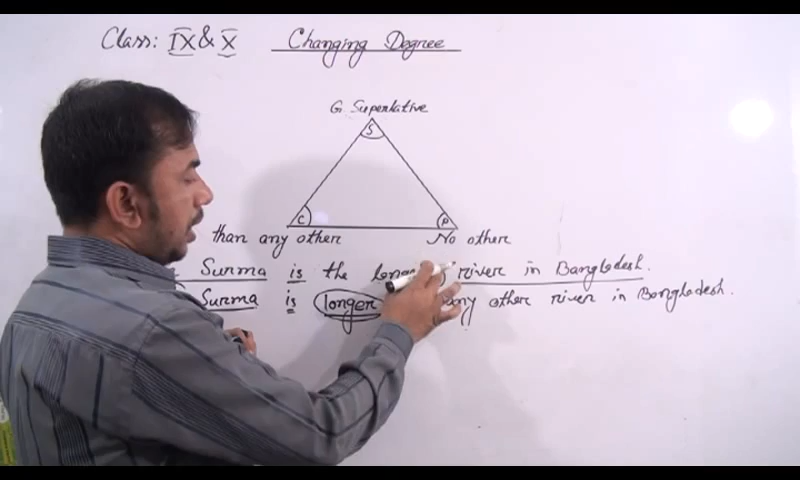 Class: IX & X Changing Degree
G. Superlative
S
C
P
than any other No other
Surma is the river in Bangladesh.
Surma is longer any other river in Bangladesh.